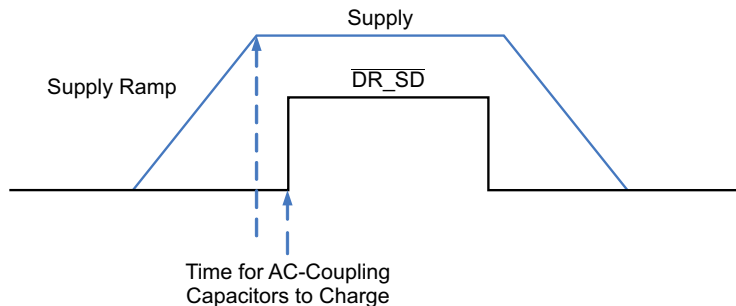 Supply
Supply Ramp
DR_SD
Time for AC-Coupling
Capacitors to Charge